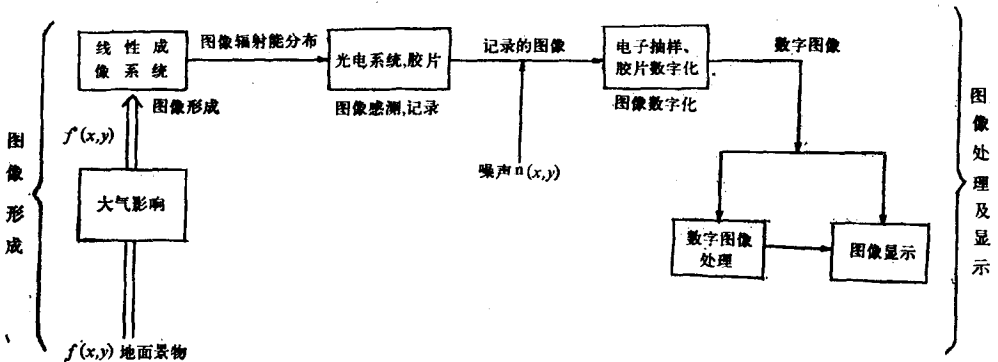 线性成
像系统
图像辐射能分布
光电系统,胶片
记录的图像
电子抽样、
胶片数字化
数字图像
图像形成
图像感测,记录
图像数字化
f'(x,y)
噪声n(x,y)
大气影响
数字图像
处理
图像显示
f(x,y)地面景物
图像形成
图像处理及显示